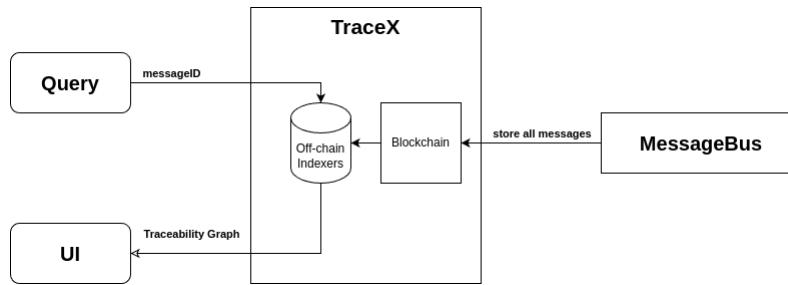 TraceX
Query
messageID
Off-chain
Indexers
Blockchain
store all messages
MessageBus
Traceability Graph
UI